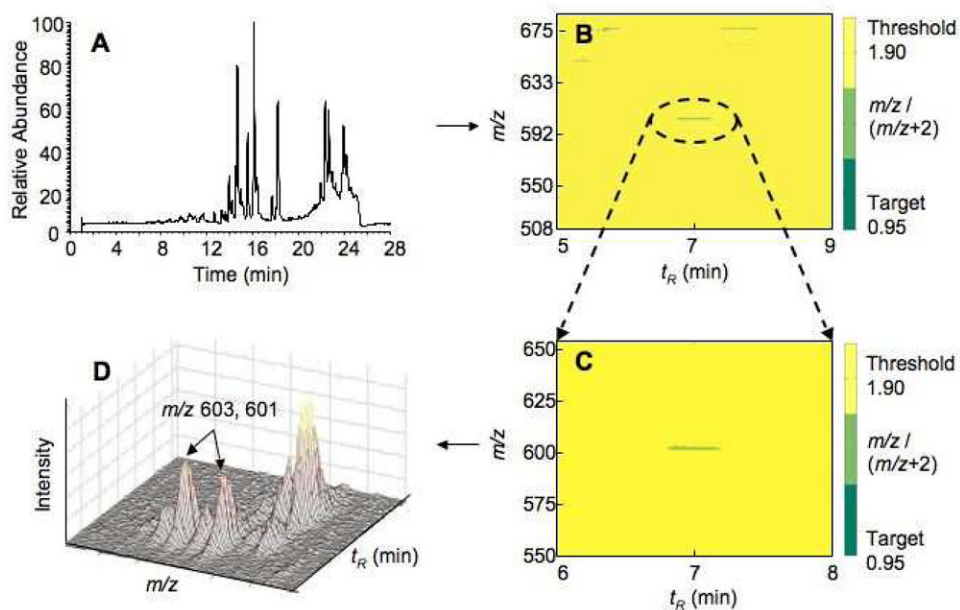 A
Relative Abundance
100
80
60
40
20
0
0 4 8 12 16 20 24 28
Time (min)
B
m/z
675
633
592
550
508
5 7 9
tR (min)
Threshold
1.90
m/z /
(m/z+2)
Target
0.95
D
m/z 603, 601
Intensity
m/z
tR (min)
C
m/z
650
625
600
575
550
6 7 8
tR (min)
Threshold
1.90
m/z /
(m/z+2)
Target
0.95